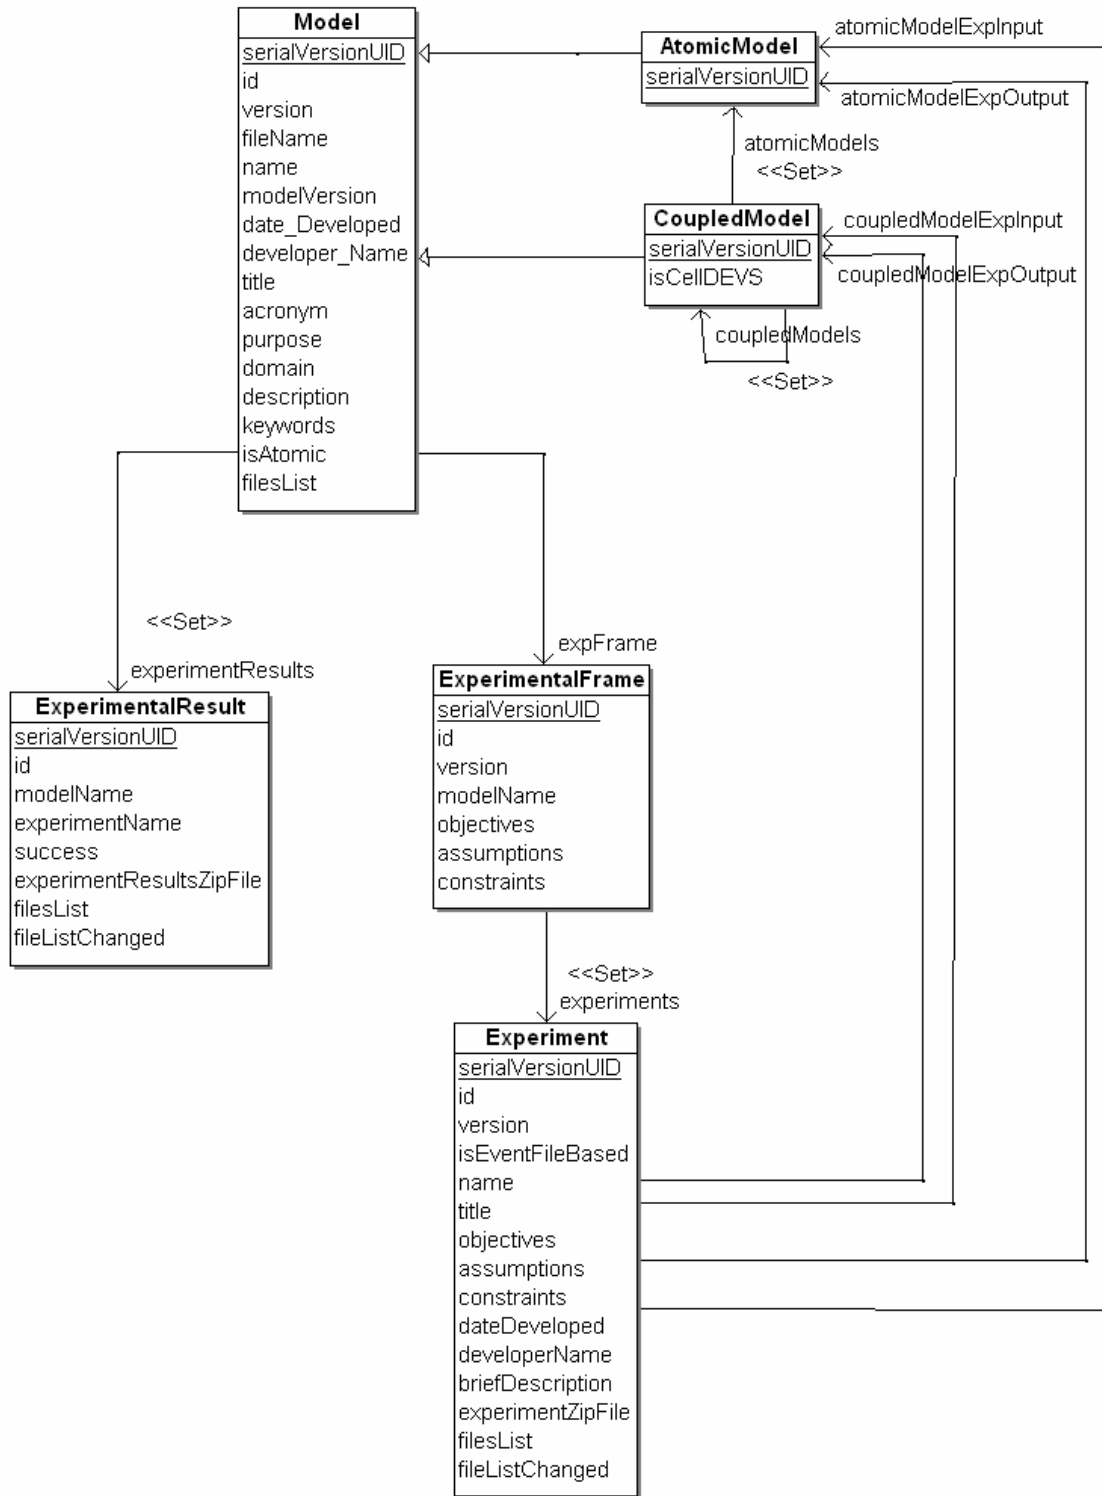 Model
serialVersionUID
id
version
fileName
name
modelVersion
date_Developed
developer_Name
title
acronym
purpose
domain
description
keywords
isAtomic
filesList
AtomicModel
serialVersionUID
atomicModelExpInput
atomicModelExpOutput
atomicModels
<<Set>>
CoupledModel
serialVersionUID
isCellDEVS
coupledModelExpInput
coupledModelExpOutput
coupledModels
<<Set>>
<<Set>>
experimentResults
expFrame
ExperimentalResult
serialVersionUID
id
modelName
experimentName
success
experimentResultsZipFile
filesList
fileListChanged
ExperimentalFrame
serialVersionUID
id
version
modelName
objectives
assumptions
constraints
<<Set>>
experiments
Experiment
serialVersionUID
id
version
isEventFileBased
name
title
objectives
assumptions
constraints
dateDeveloped
developerName
briefDescription
experimentZipFile
filesList
fileListChanged